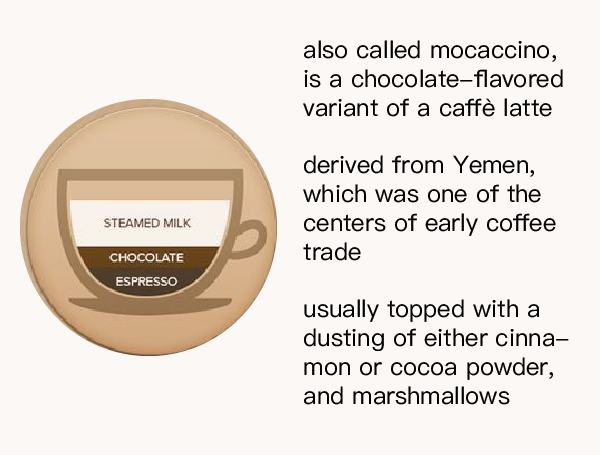 STEAMED MILK
CHOCOLATE
ESPRESSO
also called mocaccino,
is a chocolate–flavored
variant of a caffè latte
derived from Yemen,
which was one of the
centers of early coffee
trade
usually topped with a
dusting of either cinna–
mon or cocoa powder,
and marshmallows